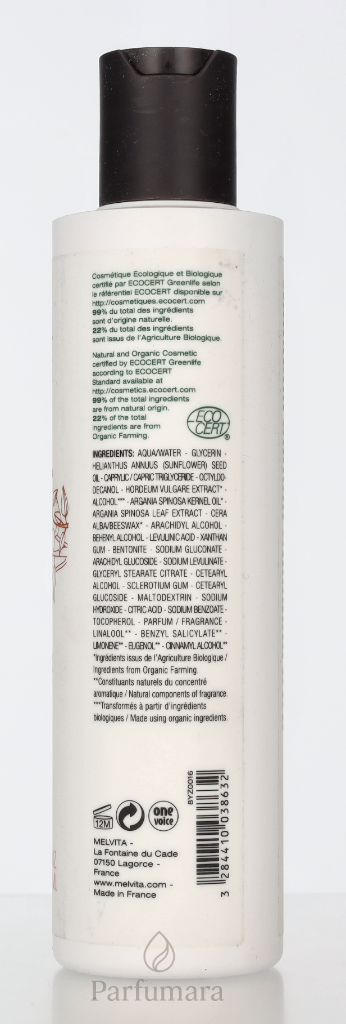 Cosmétique Ecologique et Biologique
certifié par ECOCERT Greenlife selon
le référentiel ECOCERT disponible sur
http://cosmetiques.ecocert.com
99% du total des ingrédients
sont d'origine naturelle.
22% du total des ingrédients
sont issus de l'Agriculture Biologique.
Natural and Organic Cosmetic
certified by ECOCERT Greenlife
according to ECOCERT
Standard available at
http://cosmetics.ecocert.com
99% of the total ingredients
are from natural origin.
22% of the total
ingredients are from
Organic Farming.
ECO
CERT
®
INGREDIENTS: AQUA/WATER - GLYCERIN -
HELIANTHUS ANNUUS (SUNFLOWER) SEED
OIL - CAPRYLIC / CAPRIC TRIGLYCERIDE - OCTYLDO-
DECANOL - HORDEUM VULGARE EXTRACT* -
ALCOHOL*** - ARGANIA SPINOSA KERNEL OIL* -
ARGANIA SPINOSA LEAF EXTRACT - CERA
ALBA/BEESWAX* - ARACHIDYL ALCOHOL -
BEHENYL ALCOHOL - LEVULINIC ACID - XANTHAN
GUM - BENTONITE - SODIUM GLUCONATE -
ARACHIDYL GLUCOSIDE - SODIUM LEVULINATE -
GLYCERYL STEARATE CITRATE - CETEARYL
ALCOHOL - SCLEROTIUM GUM - CETEARYL
GLUCOSIDE - MALTODEXTRIN - SODIUM
HYDROXIDE - CITRIC ACID - SODIUM BENZOATE -
TOCOPHEROL - PARFUM / FRAGRANCE -
LINALOOL** - BENZYL SALICYLATE** -
LIMONENE** - EUGENOL** - CINNAMYL ALCOHOL**
*Ingrédients issus de l'Agriculture Biologique /
Ingredients from Organic Farming.
**Constituants naturels du concentré
aromatique / Natural components of fragrance.
***Transformés à partir d'ingrédients
biologiques / Made using organic ingredients.
12M
one
voice
BYZ0016
3 284410 038632
MELVITA -
La Fontaine du Cade
07150 Lagorce -
France
www.melvita.com -
Made in France
Parfumara